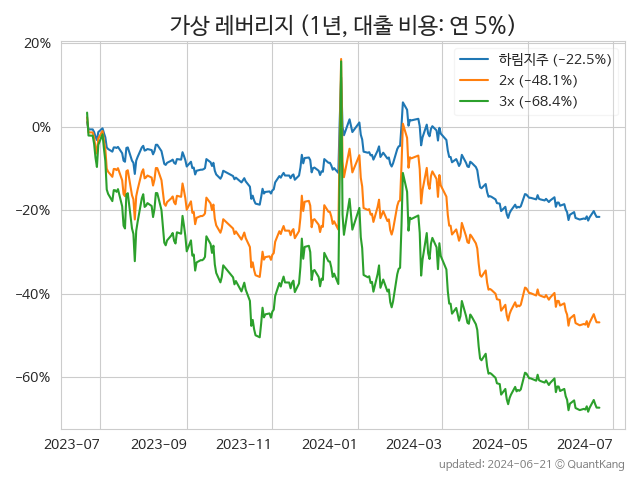 가상 레버리지 (1년, 대출 비용: 연 5%)
하림지주 (−22.5%)
2x (−48.1%)
3x (−68.4%)
20%
0%
−20%
−40%
−60%
2023-07 2023-09 2023-11 2024-01 2024-03 2024-05 2024-07
updated: 2024-06-21 © QuantKang